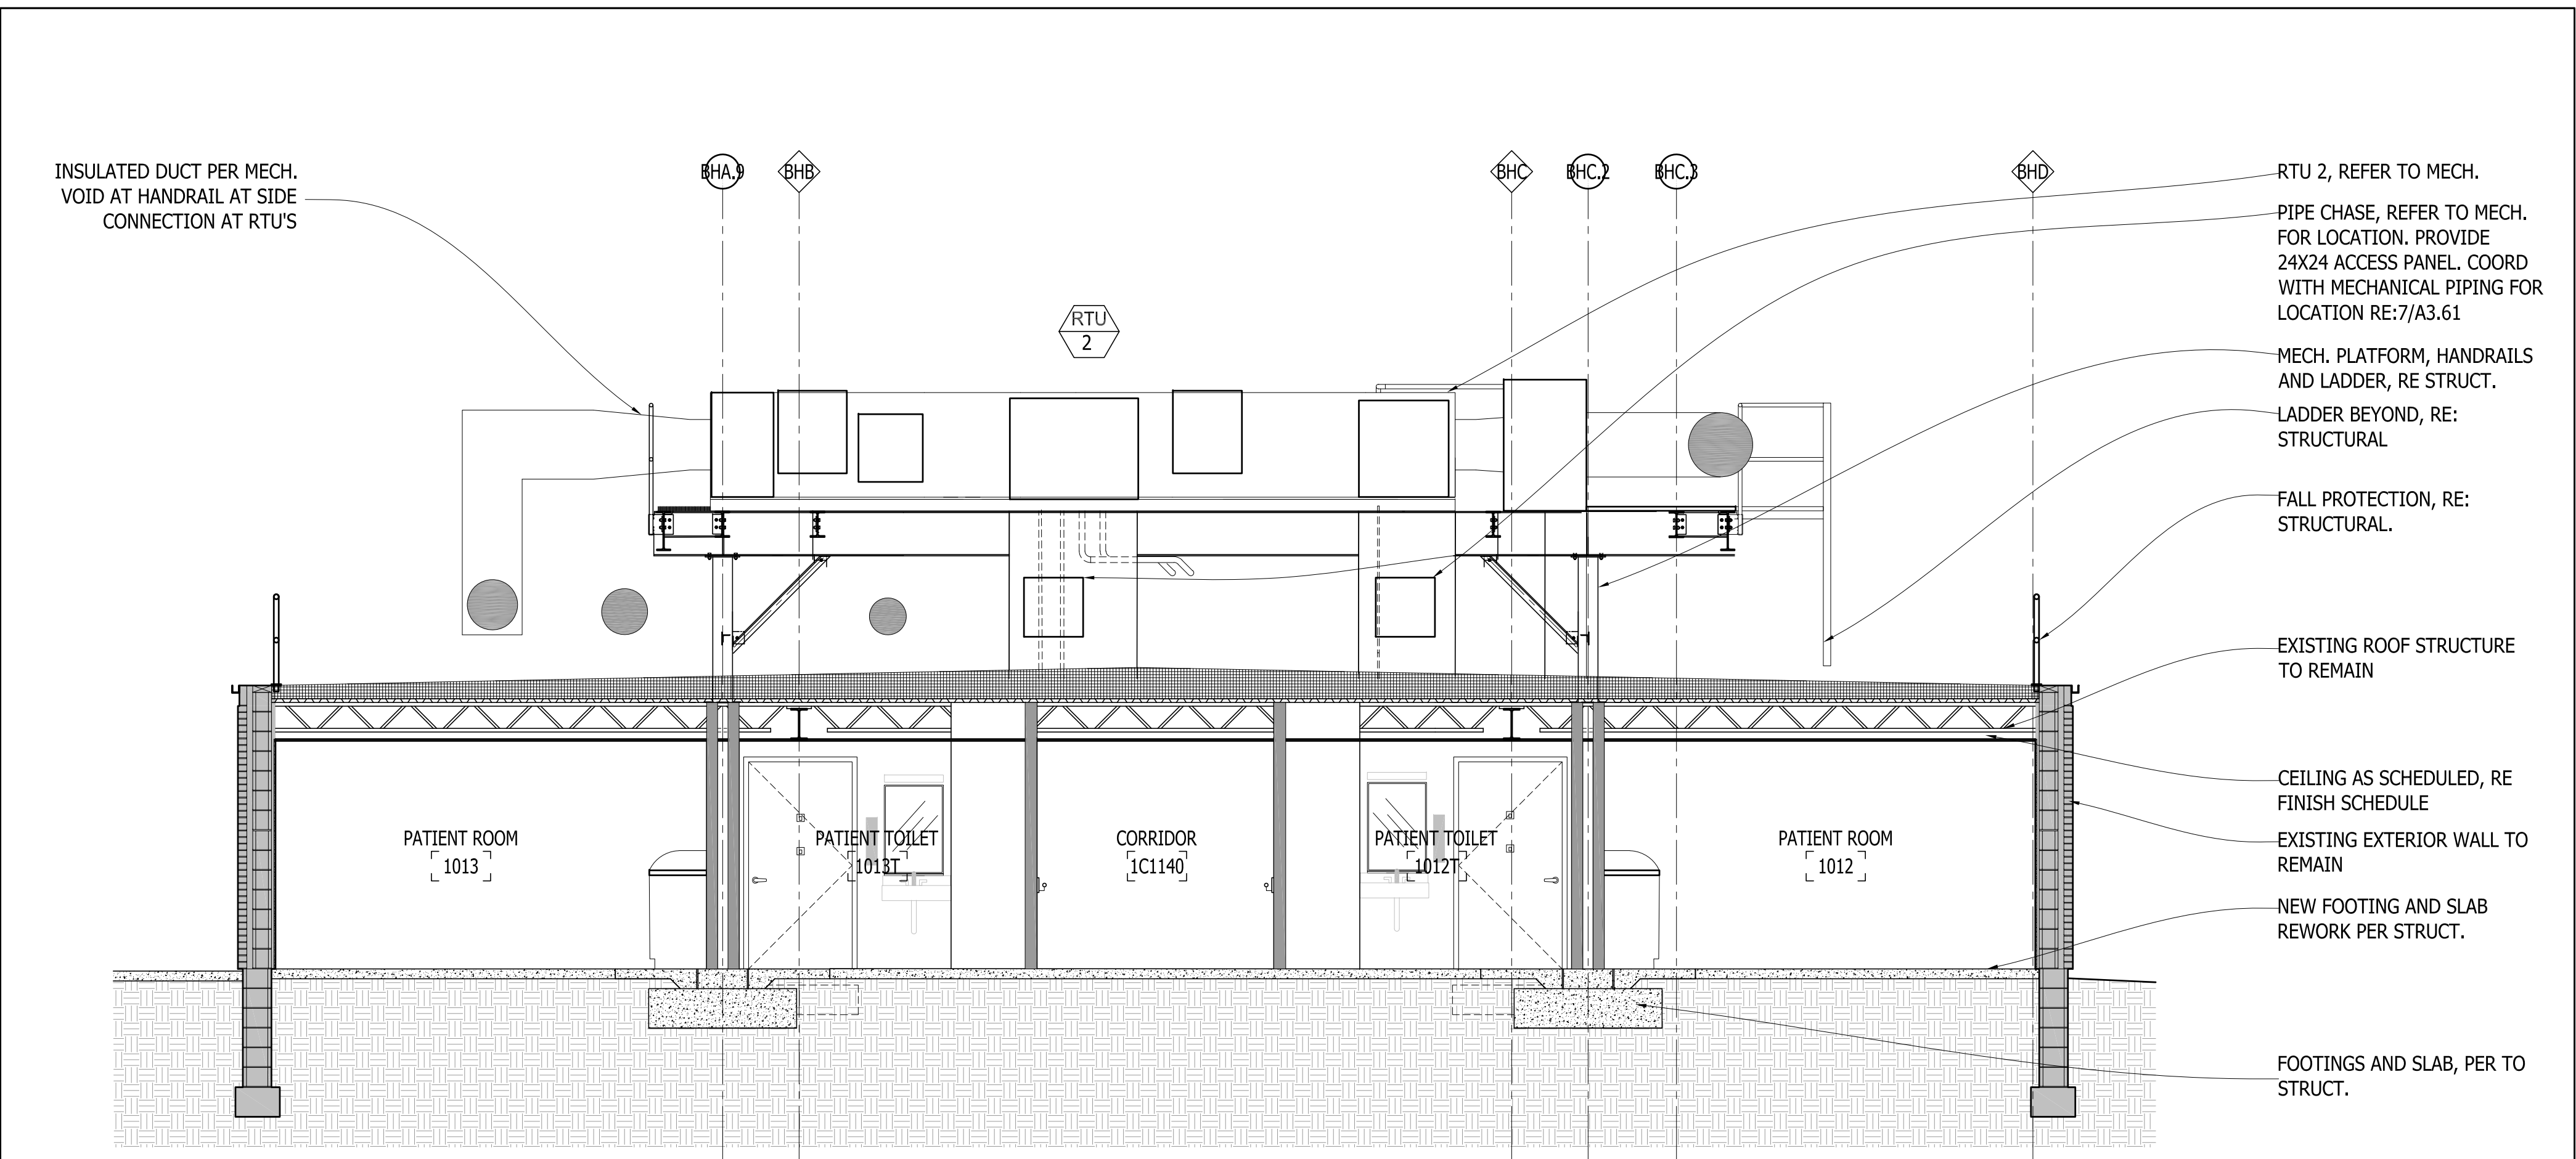 INSULATED DUCT PER MECH.
VOID AT HANDRAIL AT SIDE
CONNECTION AT RTU'S
BHA.9
BHB
BHC
BHC.2
BHC.3
BHD
RTU
2
RTU 2, REFER TO MECH.
PIPE CHASE, REFER TO MECH.
FOR LOCATION. PROVIDE
24X24 ACCESS PANEL. COORD
WITH MECHANICAL PIPING FOR
LOCATION RE:7/A3.61
MECH. PLATFORM, HANDRAILS
AND LADDER, RE STRUCT.
LADDER BEYOND, RE:
STRUCTURAL
FALL PROTECTION, RE:
STRUCTURAL.
EXISTING ROOF STRUCTURE
TO REMAIN
CEILING AS SCHEDULED, RE
FINISH SCHEDULE
EXISTING EXTERIOR WALL TO
REMAIN
NEW FOOTING AND SLAB
REWORK PER STRUCT.
FOOTINGS AND SLAB, PER TO
STRUCT.
PATIENT ROOM
1013
PATIENT TOILET
1013T
CORRIDOR
1C1140
PATIENT TOILET
1012T
PATIENT ROOM
1012